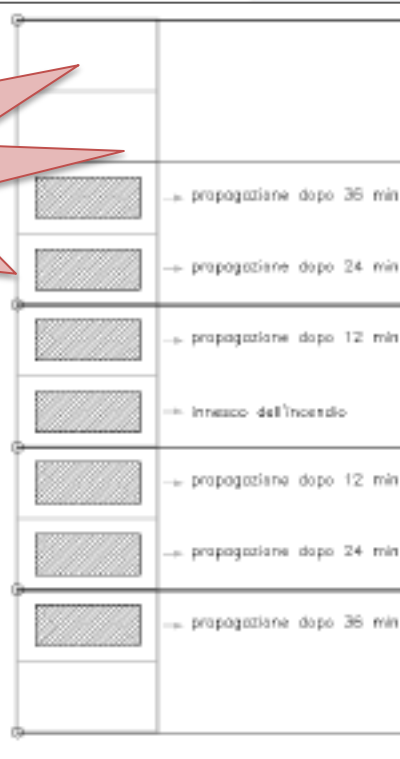 propagazione dopo 36 min
propagazione dopo 24 min
propagazione dopo 12 min
innesco dell'incendio
propagazione dopo 12 min
propagazione dopo 24 min
propagazione dopo 36 min